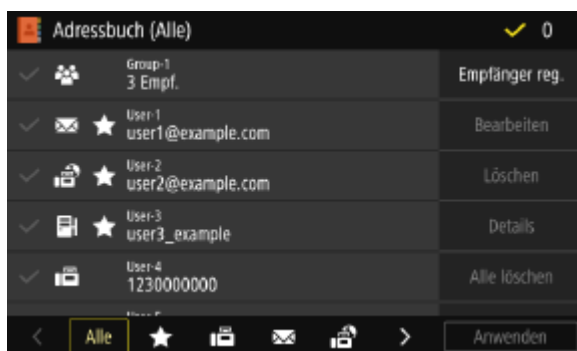 Adressbuch (Alle)
0
Group-1
3 Empf.
Empfänger reg.
User-1
user1@example.com
Bearbeiten
User-2
user2@example.com
Löschen
User-3
user3_example
Details
User-4
1230000000
Alle löschen
Alle
Anwenden